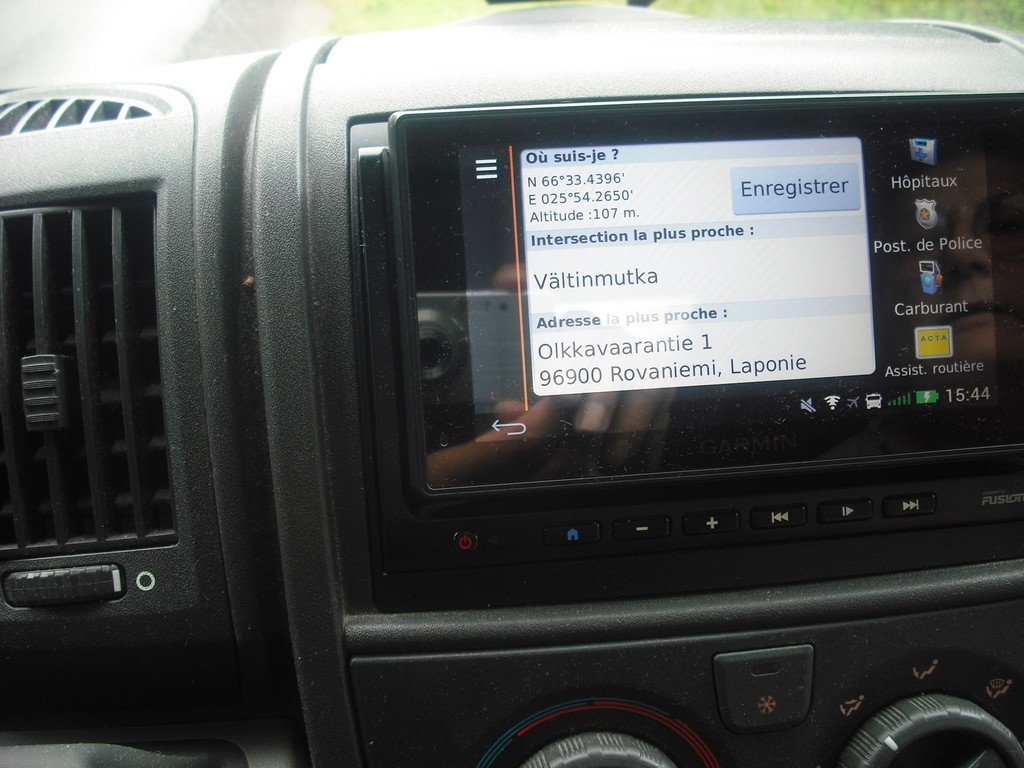 Où suis-je ?
N 66°33.4396'
E 025°54.2650'
Altitude :107 m.
Enregistrer
Intersection la plus proche :
Vältinmutka
Adresse la plus proche :
Olkkavaarantie 1
96900 Rovaniemi, Laponie
Hôpitaux
Post. de Police
Carburant
ACTA
Assist. routière
15:44
GARMIN
FUSION